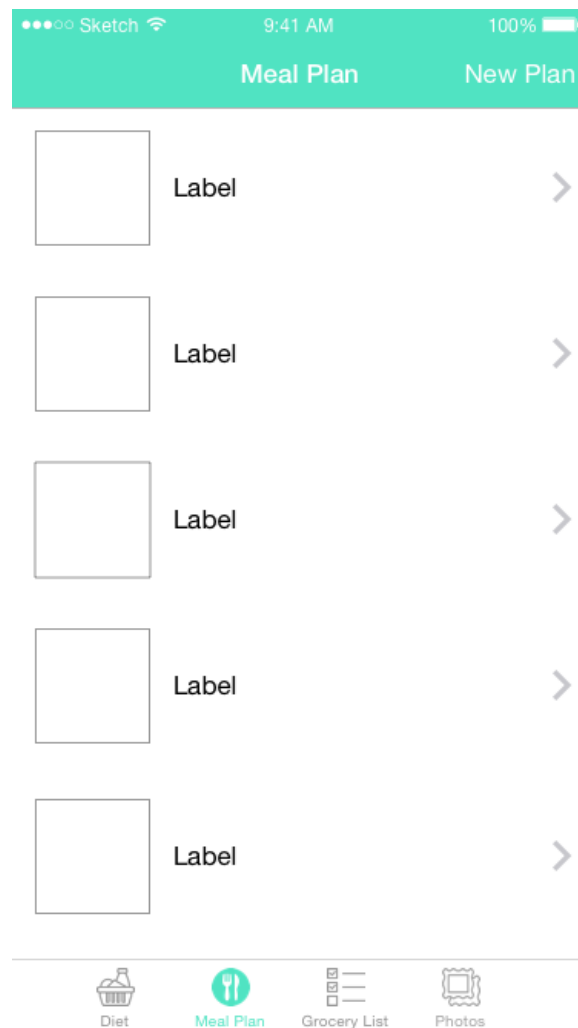 Sketch 9:41 AM 100%
Meal Plan New Plan
Label
Label
Label
Label
Label
Diet Meal Plan Grocery List Photos